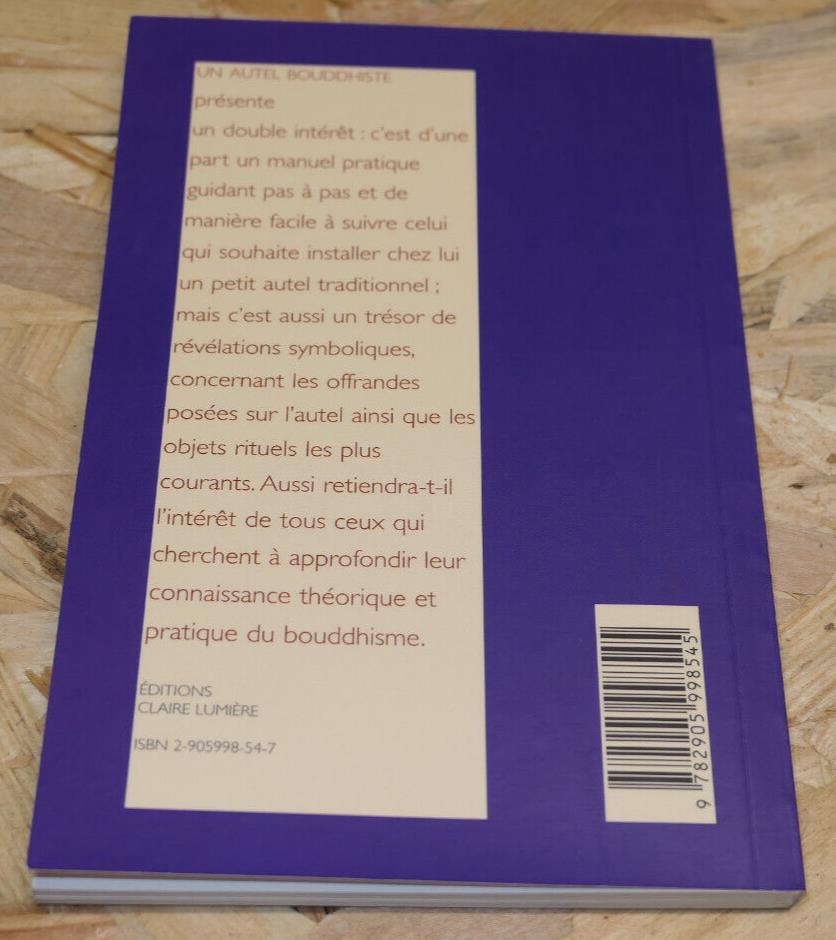 UN AUTEL BOUDDHISTE
présente
un double intérêt : c'est d'une
part un manuel pratique
guidant pas à pas et de
manière facile à suivre celui
qui souhaite installer chez lui
un petit autel traditionnel ;
mais c'est aussi un trésor de
révélations symboliques,
concernant les offrandes
posées sur l'autel ainsi que les
objets rituels les plus
courants. Aussi retiendra-t-il
l'intérêt de tous ceux qui
cherchent à approfondir leur
connaissance théorique et
pratique du bouddhisme.
ÉDITIONS
CLAIRE LUMIÈRE
ISBN 2-905998-54-7
9 782905 998545